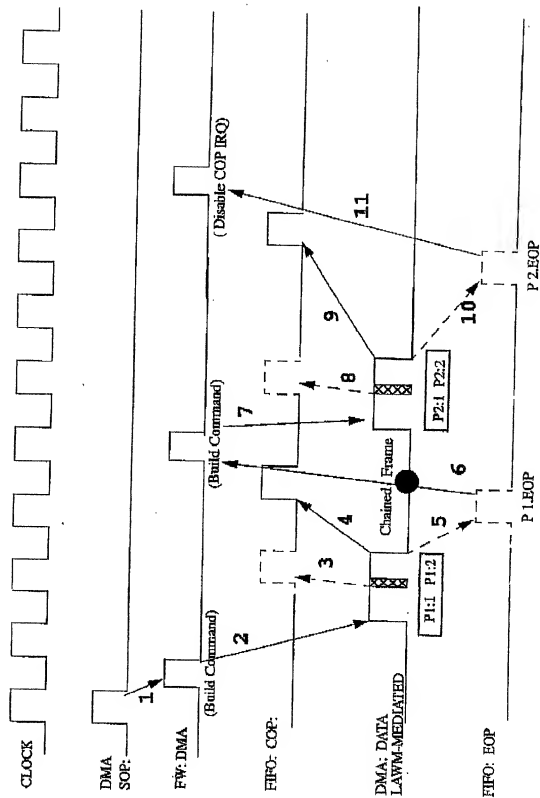 CLOCK
DMA
SOP:
1
FW: DMA
(Build Command)
(Build Command)
( Disable COP IRQ)
2
7
11
FIFO: COP:
3
4
8
9
DMA: DATA
LAWM-MEDIATED
P1:1 P1:2
Chained Frame
P2:1 P2:2
5
6
10
FIFO: EOP
P 1.EOP
P 2.EOP